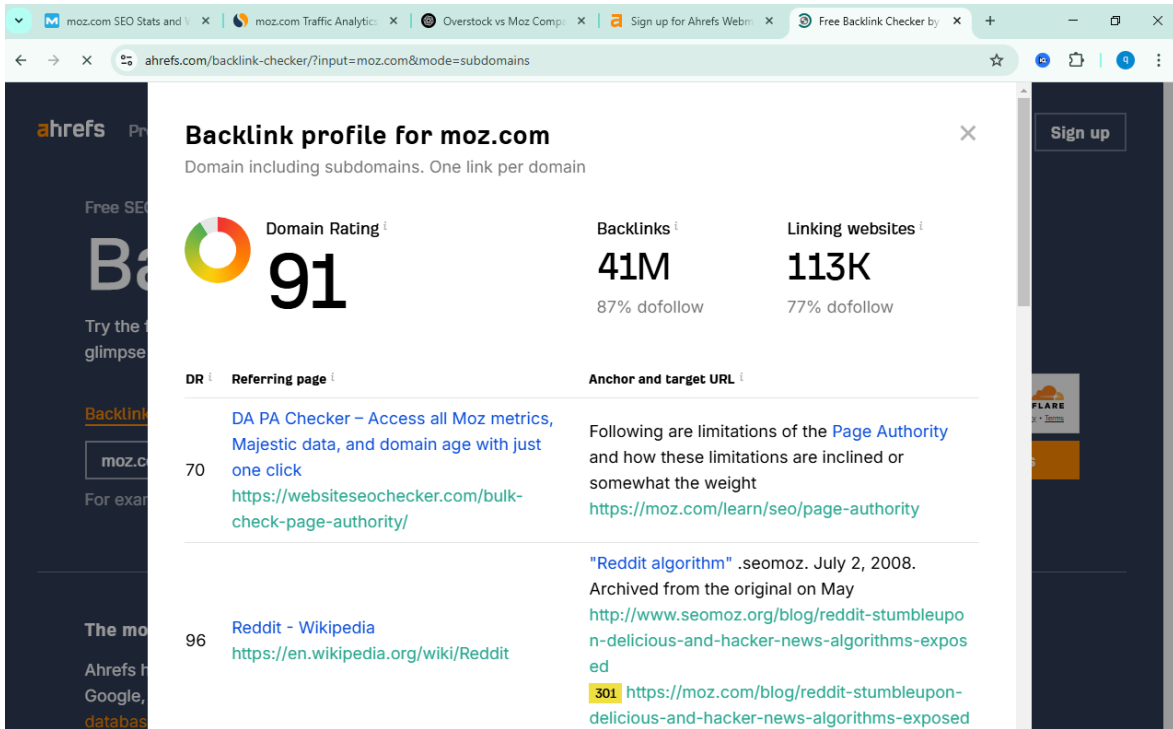 moz.com SEO Stats and
moz.com Traffic Analytics
Overstock vs Moz Compa
Sign up for Ahrefs Webm
Free Backlink Checker by
ahrefs.com/backlink-checker/?input=moz.com&mode=subdomains
ahrefs
Sign up
Backlink profile for moz.com
Domain including subdomains. One link per domain
Free SE
Ba
Try the f
glimpse
Backlink
moz.co
For exar
Domain Rating
91
Backlinks
41M
87% dofollow
Linking websites
113K
77% dofollow
DR Referring page Anchor and target URL
70
DA PA Checker – Access all Moz metrics,
Majestic data, and domain age with just
one click
https://websiteseochecker.com/bulk-
check-page-authority/
Following are limitations of the Page Authority
and how these limitations are inclined or
somewhat the weight
https://moz.com/learn/seo/page-authority
FLARE
Terms
96
Reddit - Wikipedia
https://en.wikipedia.org/wiki/Reddit
"Reddit algorithm" .seomoz. July 2, 2008.
Archived from the original on May
http://www.seomoz.org/blog/reddit-stumbleupo
n-delicious-and-hacker-news-algorithms-expos
ed
301 https://moz.com/blog/reddit-stumbleupon-
delicious-and-hacker-news-algorithms-exposed
The mo
Ahrefs h
Google,
databas